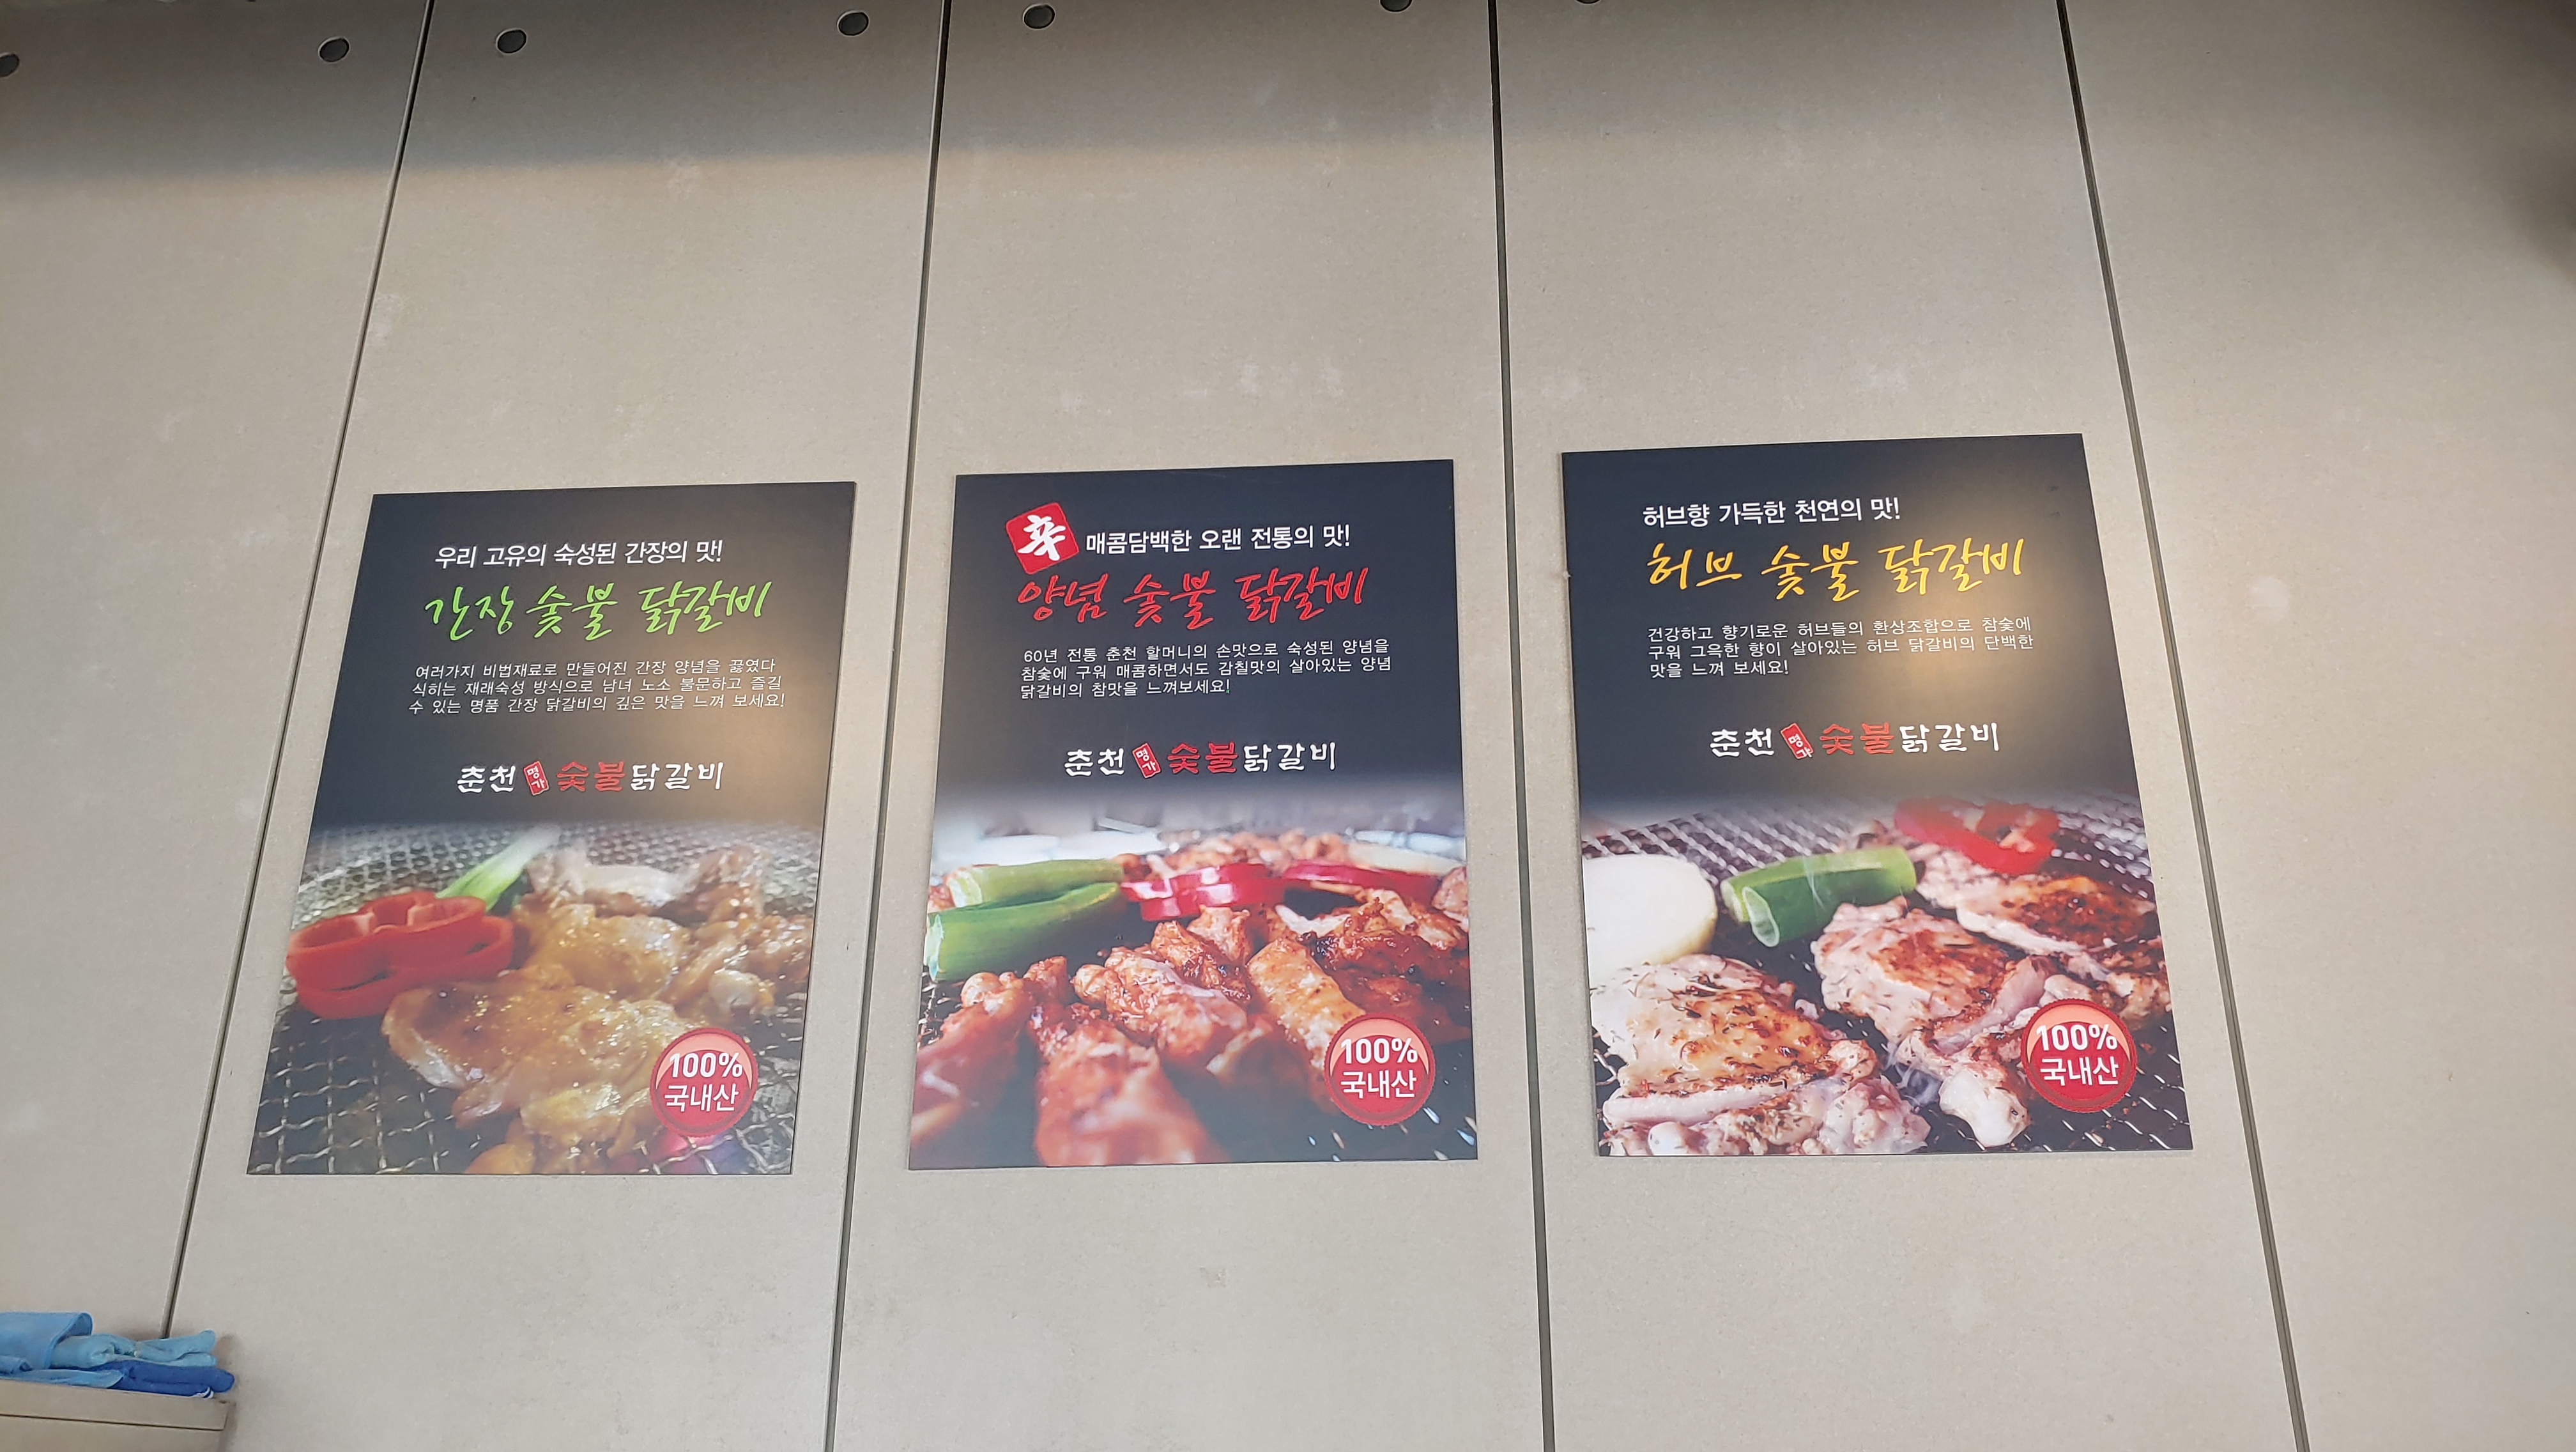 우리 고유의 숙성된 간장의 맛!
간장 숯불 닭갈비
여러가지 비법재료로 만들어진 간장 양념을 끓였다
식히는 재래숙성 방식으로 남녀 노소 불문하고 즐길
수 있는 명품 간장 닭갈비의 깊은 맛을 느껴 보세요!
춘천 명가 숯불닭갈비
100%
국내산
辛 매콤담백한 오랜 전통의 맛!
양념 숯불 닭갈비
60년 전통 춘천 할머니의 손맛으로 숙성된 양념을
참숯에 구워 매콤하면서도 감칠맛의 살아있는 양념
닭갈비의 참맛을 느껴보세요!
춘천 명가 숯불닭갈비
100%
국내산
허브향 가득한 천연의 맛!
허브 숯불 닭갈비
건강하고 향기로운 허브들의 환상조합으로 참숯에
구워 그윽한 향이 살아있는 허브 닭갈비의 단백한
맛을 느껴 보세요!
춘천 명가 숯불닭갈비
100%
국내산